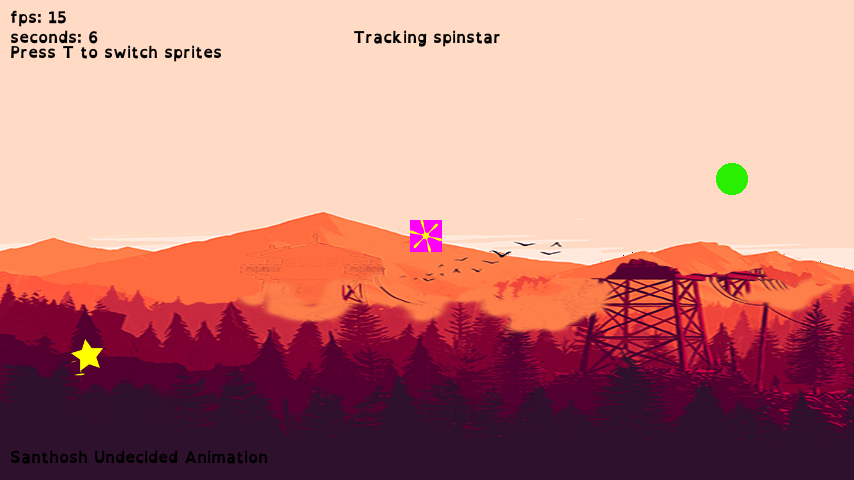 fps: 15
seconds: 6
Tracking spinstar
Press T to switch sprites
Santhosh Undecided Animation